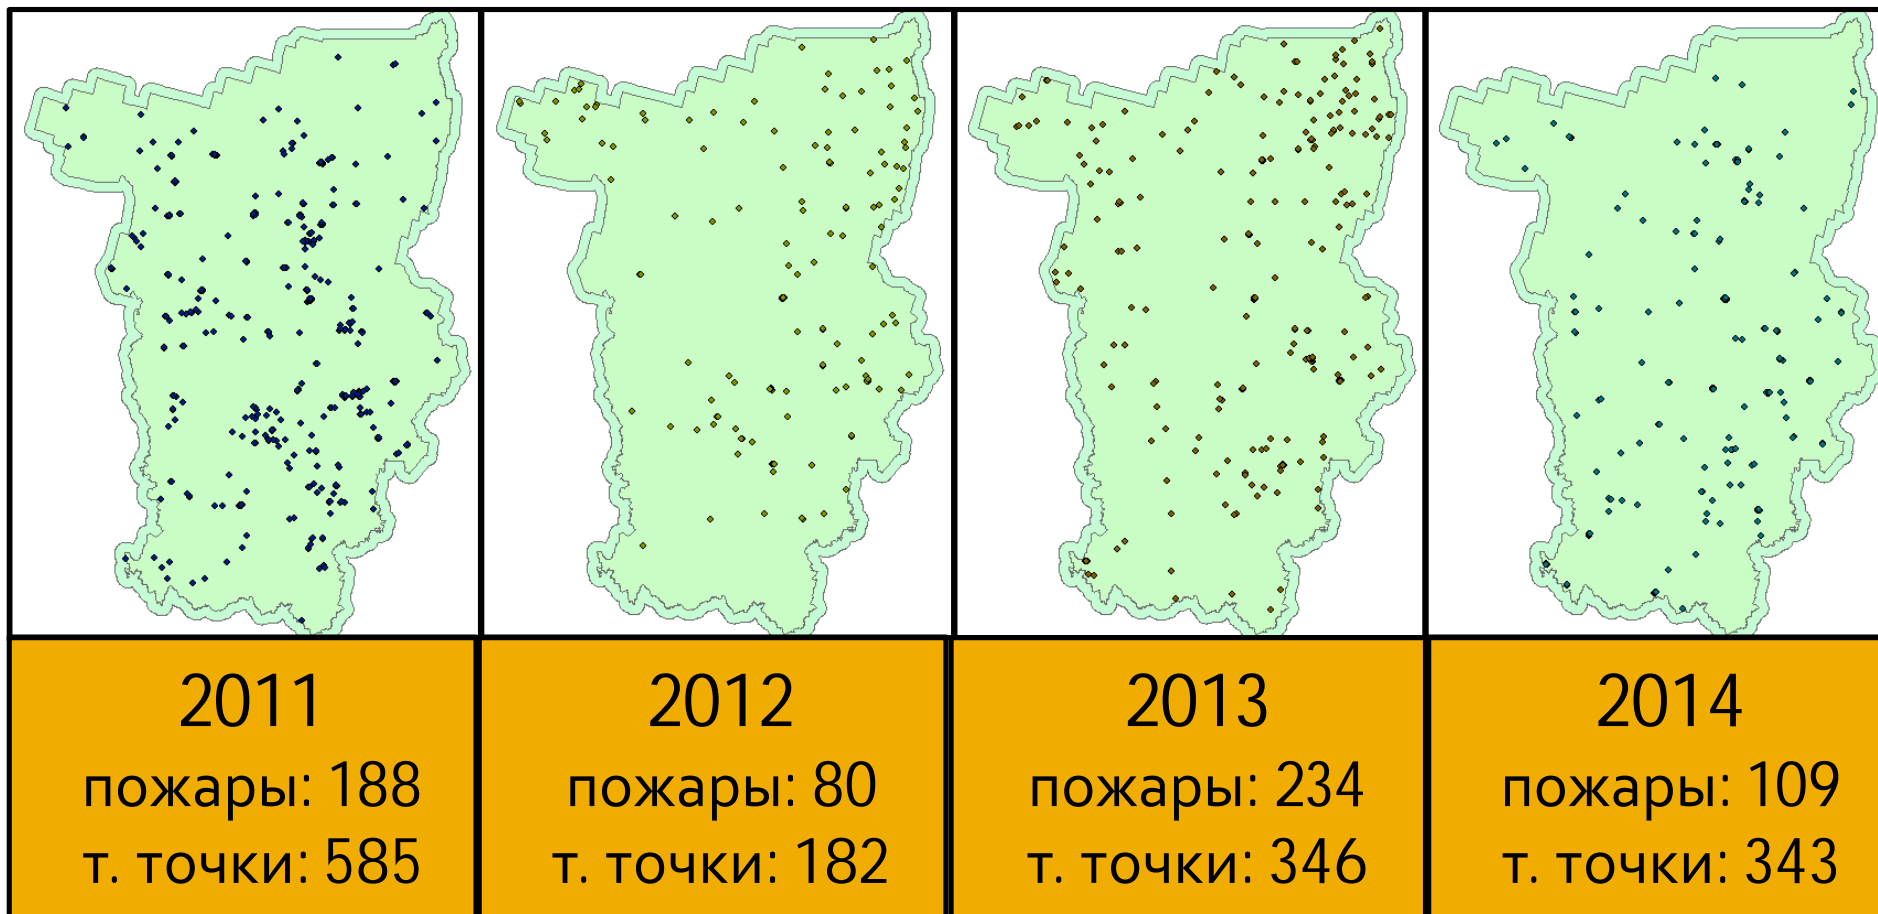 2011
пожары: 188
т. точки: 585
2012
пожары: 80
т. точки: 182
2013
пожары: 234
т. точки: 346
2014
пожары: 109
т. точки: 343